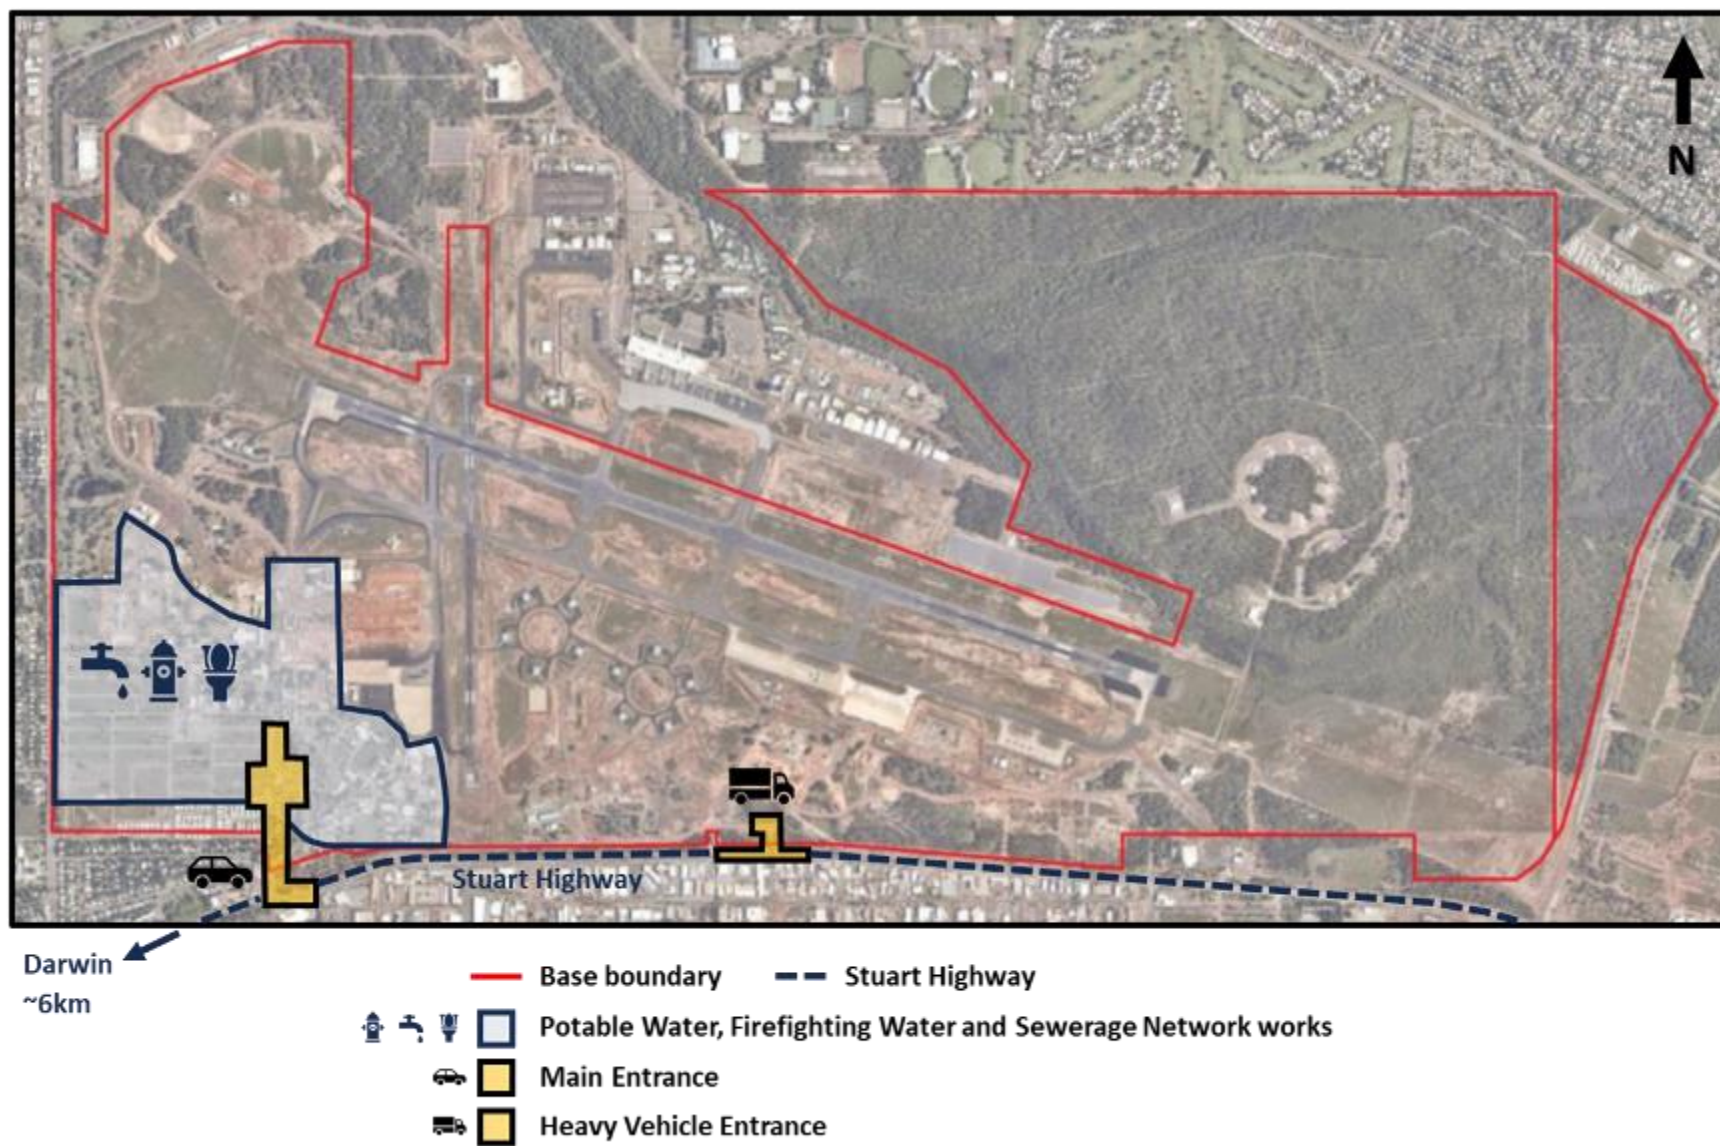 N
Stuart Highway
Darwin
~6km
Base boundary
Stuart Highway
Potable Water, Firefighting Water and Sewerage Network works
Main Entrance
Heavy Vehicle Entrance